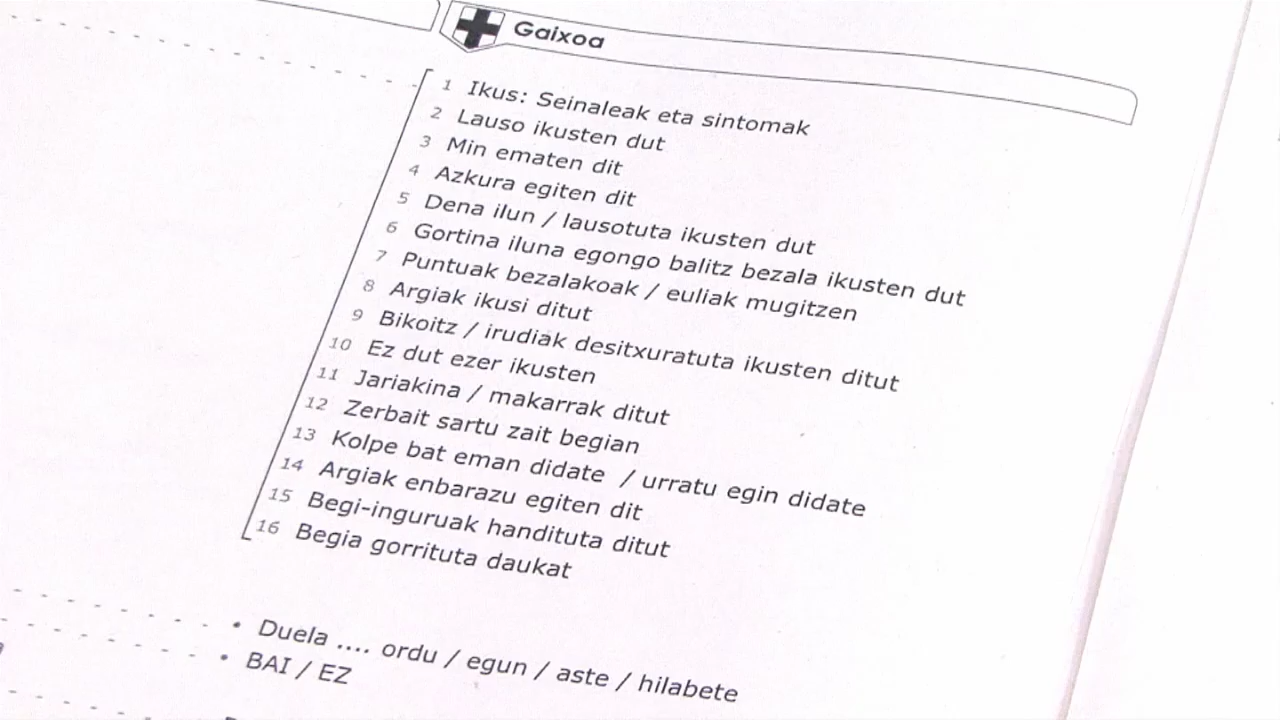 Gaixoa
1 Ikus: Seinaleak eta sintomak
2 Lauso ikusten dut
3 Min ematen dit
4 Azkura egiten dit
5 Dena ilun / lausotuta ikusten dut
6 Gortina iluna egongo balitz bezala ikusten dut
7 Puntuak bezalakoak / euliak mugitzen
8 Argiak ikusi ditut
9 Bikoitz / irudiak desitxuratuta ikusten ditut
10 Ez dut ezer ikusten
11 Jariakina / makarrak ditut
12 Zerbait sartu zait begian
13 Kolpe bat eman didate / urratu egin didate
14 Argiak enbarazu egiten dit
15 Begi-inguruak handituta ditut
16 Begia gorrituta daukat
• Duela .... ordu / egun / aste / hilabete
• BAI / EZ